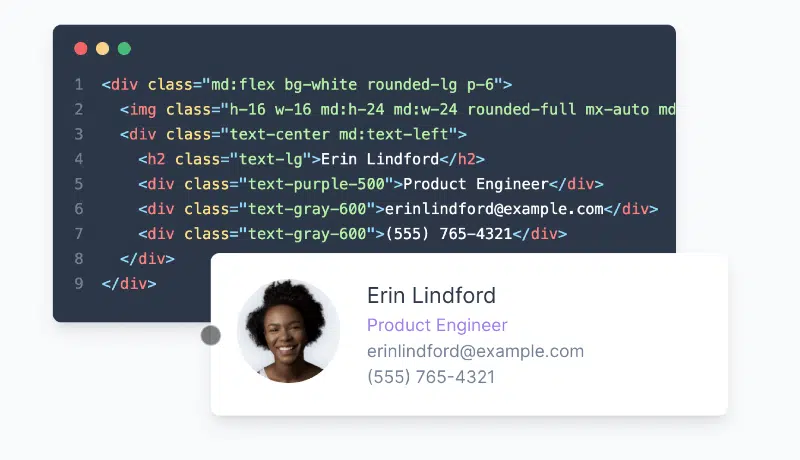 1 <div class="md:flex bg-white rounded-lg p-6">
2 <img class="h-16 w-16 md:h-24 md:w-24 rounded-full mx-auto md
3 <div class="text-center md:text-left">
4 <h2 class="text-lg">Erin Lindford</h2>
5 <div class="text-purple-500">Product Engineer</div>
6 <div class="text-gray-600">erinlindford@example.com</div>
7 <div class="text-gray-600">(555) 765-4321</div>
8 </div>
9 </div>
Erin Lindford
Product Engineer
erinlindford@example.com
(555) 765-4321